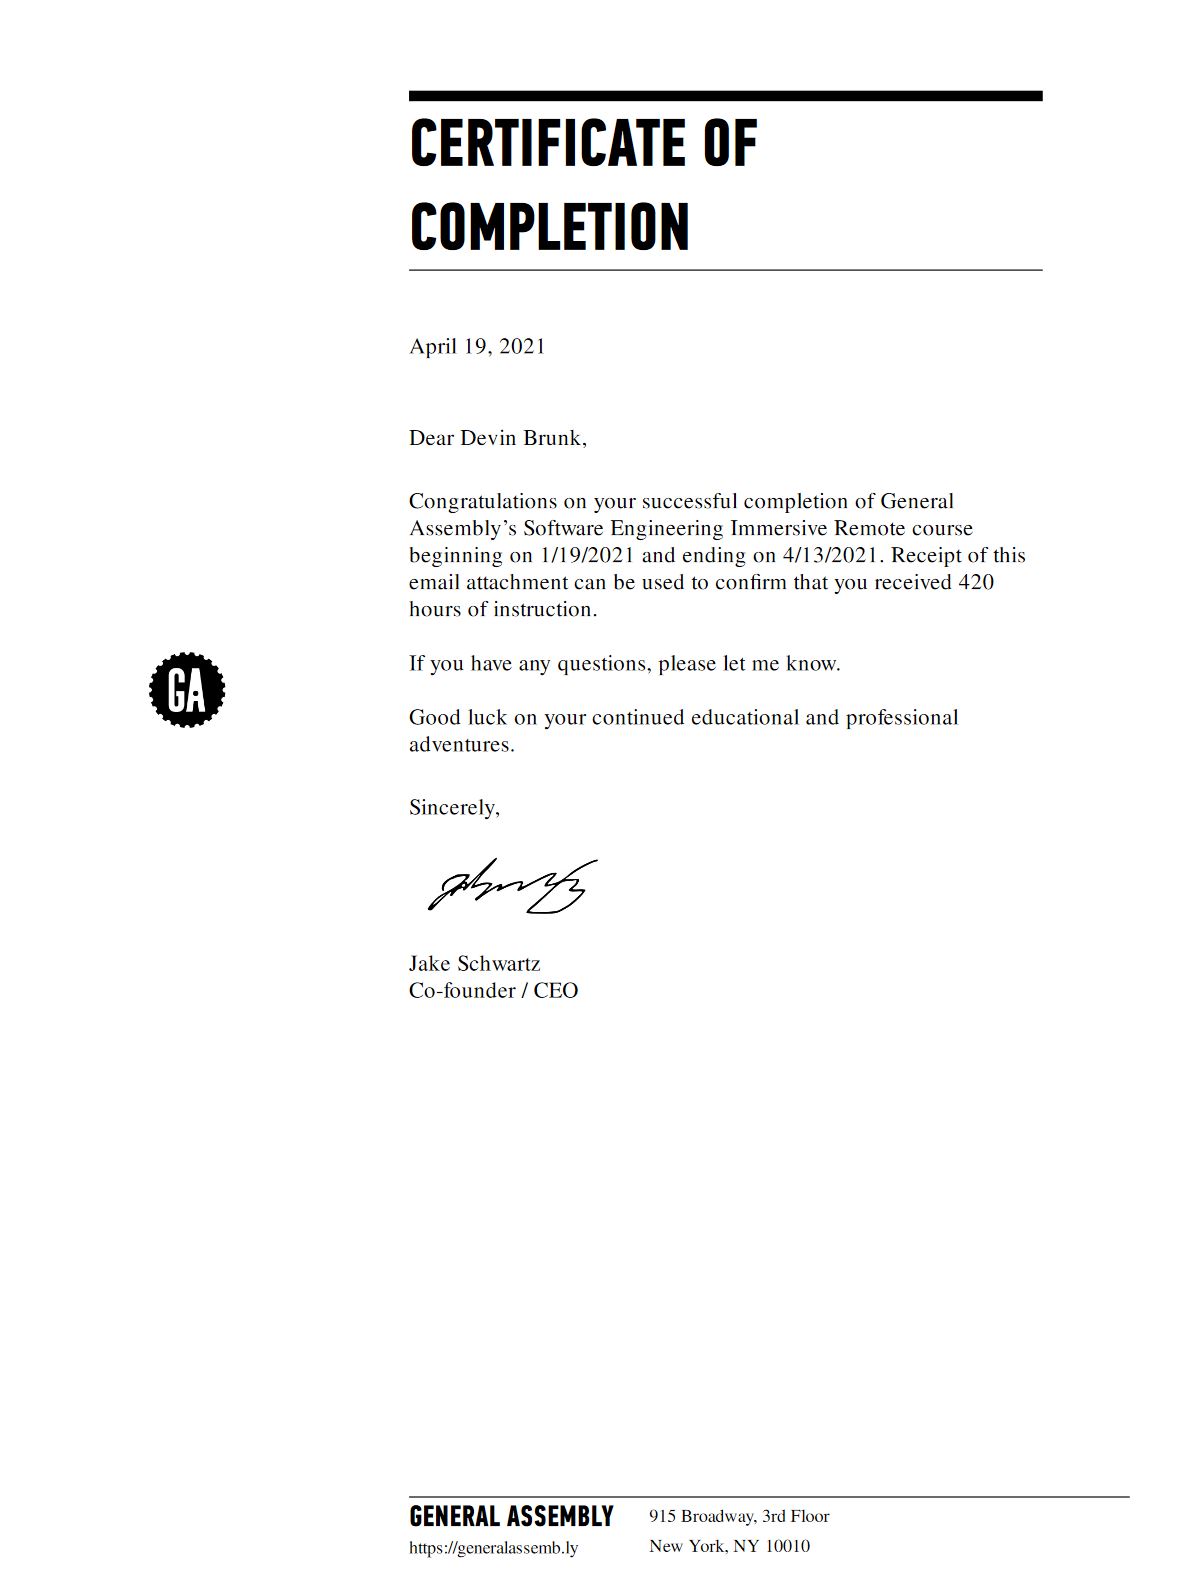 CERTIFICATE OF
COMPLETION
April 19, 2021
Dear Devin Brunk,
Congratulations on your successful completion of General
Assembly’s Software Engineering Immersive Remote course
beginning on 1/19/2021 and ending on 4/13/2021. Receipt of this
email attachment can be used to confirm that you received 420
hours of instruction.
If you have any questions, please let me know.
GA
Good luck on your continued educational and professional
adventures.
Sincerely,
Jake Schwartz
Co-founder / CEO
GENERAL ASSEMBLY
https://generalassemb.ly
915 Broadway, 3rd Floor
New York, NY 10010